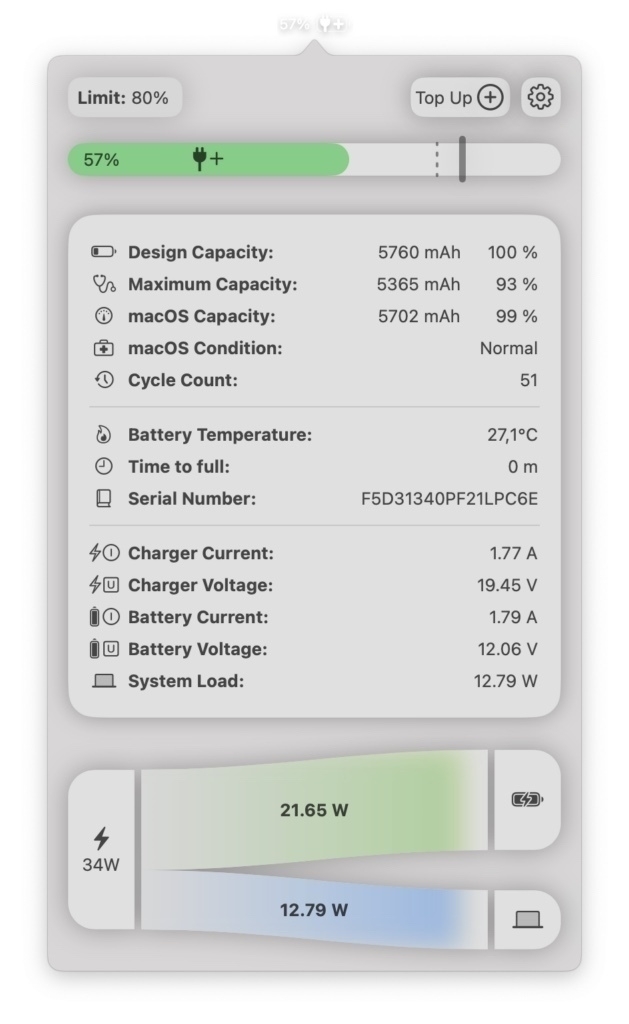 57%
Limit: 80%
Top Up
57%
Design Capacity: 5760 mAh 100 %
Maximum Capacity: 5365 mAh 93 %
macOS Capacity: 5702 mAh 99 %
macOS Condition: Normal
Cycle Count: 51
Battery Temperature: 27,1°C
Time to full: 0 m
Serial Number: F5D31340PF21LPC6E
Charger Current: 1.77 A
Charger Voltage: 19.45 V
Battery Current: 1.79 A
Battery Voltage: 12.06 V
System Load: 12.79 W
21.65 W
34W
12.79 W